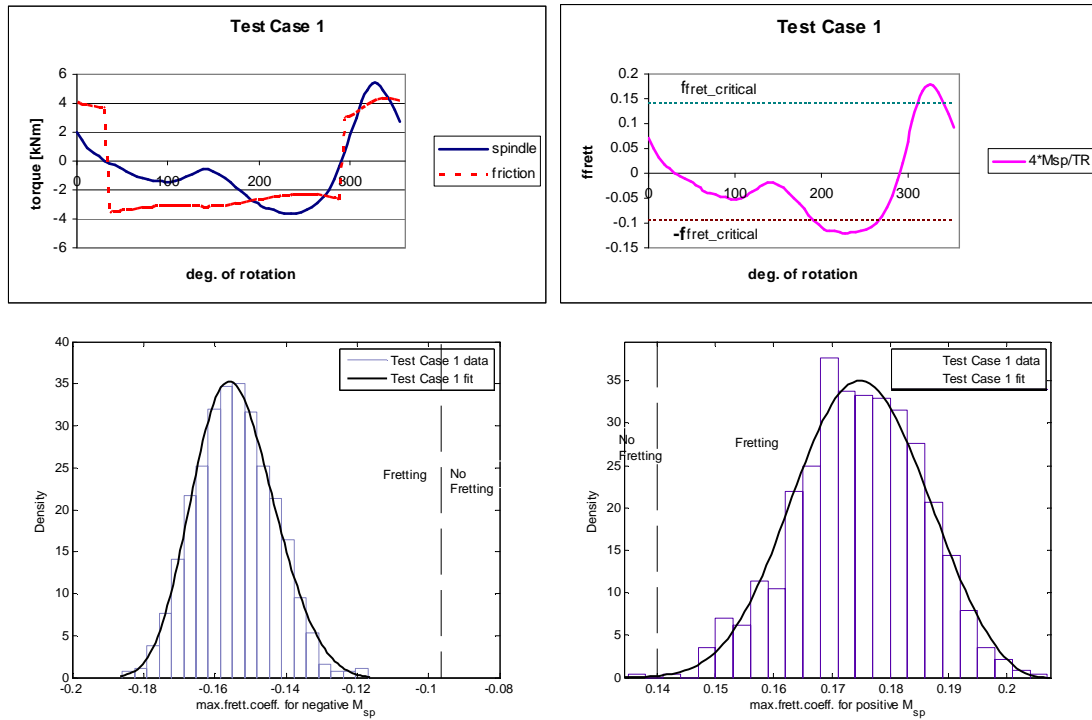 Test Case 1
torque [kNm]
6
4
2
0
-2
-4
-6
0
100
200
300
deg. of rotation
spindle
friction
Test Case 1
ffrett
0.2
0.15
0.1
0.05
0
-0.05
-0.1
-0.15
0
100
200
300
ffret_critical
-ffret_critical
deg. of rotation
4*Msp/TR
Density
40
35
30
25
20
15
10
5
0
-0.2
-0.18
-0.16
-0.14
-0.12
-0.1
-0.08
Test Case 1 data
Test Case 1 fit
Fretting
No
Fretting
max.frett.coeff. for negative Msp
Density
35
30
25
20
15
10
5
0
0.14
0.15
0.16
0.17
0.18
0.19
0.2
Test Case 1 data
Test Case 1 fit
No
Fretting
Fretting
max.frett.coeff. for positive Msp